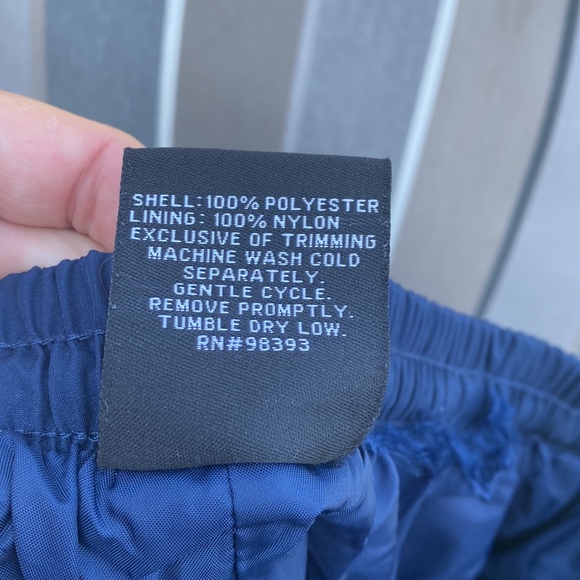 SHELL: 100% POLYESTER
LINING: 100% NYLON
EXCLUSIVE OF TRIMMING
MACHINE WASH COLD
SEPARATELY.
GENTLE CYCLE.
REMOVE PROMPTLY.
TUMBLE DRY LOW.
RN#98393